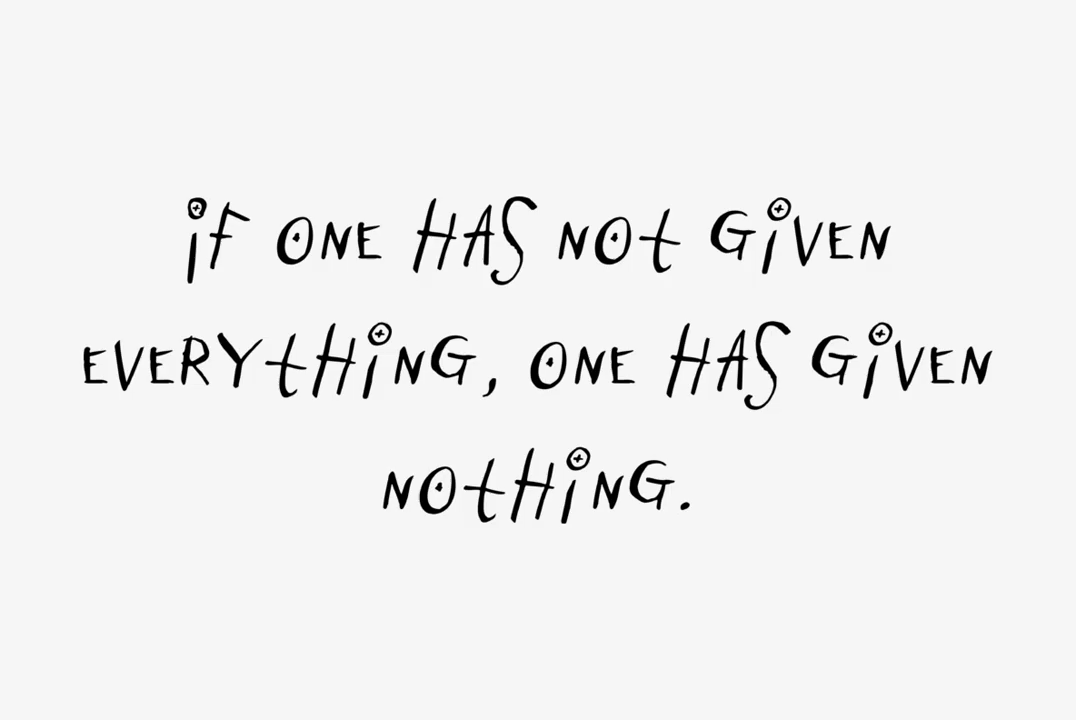 iF ONE HAS NOt GiVEN
EVERYtHiNG, ONE HAS GiVEN
NOtHiNG.